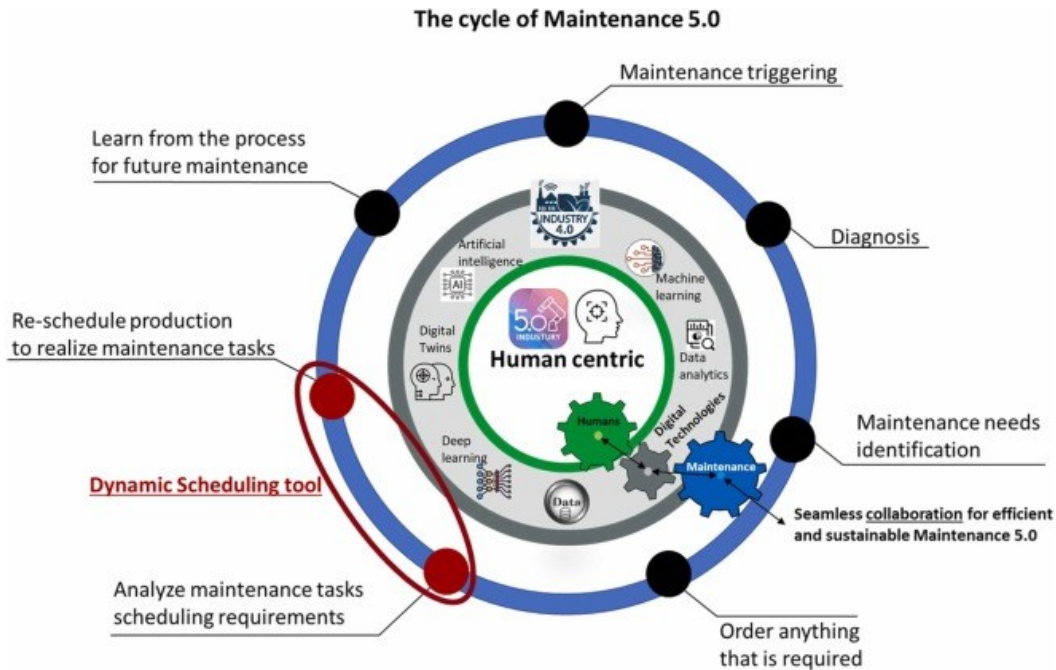 The cycle of Maintenance 5.0
Maintenance triggering
Learn from the process
for future maintenance
Diagnosis
INDUSTRY
4.0
Artificial
intelligence
AI
Machine
learning
Re-schedule production
to realize maintenance tasks
5.0
INDUSTURY
Digital
Twins
Human centric
Data
analytics
Humans
Digital
Technologies
Maintenance needs
identification
Deep
learning
Maintenance
Dynamic Scheduling tool
Data
Seamless collaboration for efficient
and sustainable Maintenance 5.0
Analyze maintenance tasks
scheduling requirements
Order anything
that is required